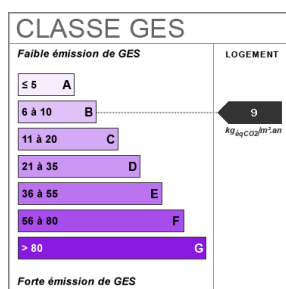 CLASSE GES
Faible émission de GES
LOGEMENT
≤ 5 A
6 à 10 B
9
kgéqCO2/m².an
11 à 20 C
21 à 35 D
36 à 55 E
56 à 80 F
> 80 G
Forte émission de GES